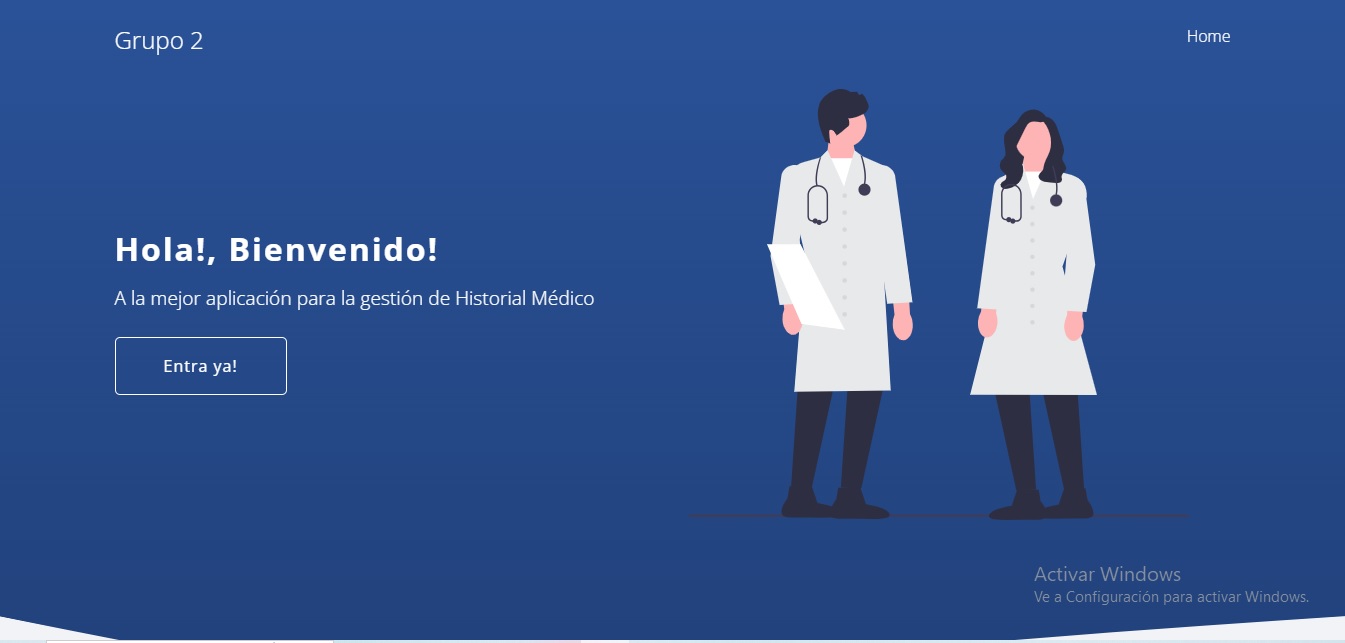 Grupo 2
Home
Hola!, Bienvenido!
A la mejor aplicación para la gestión de Historial Médico
Entra ya!
Activar Windows
Ve a Configuración para activar Windows.